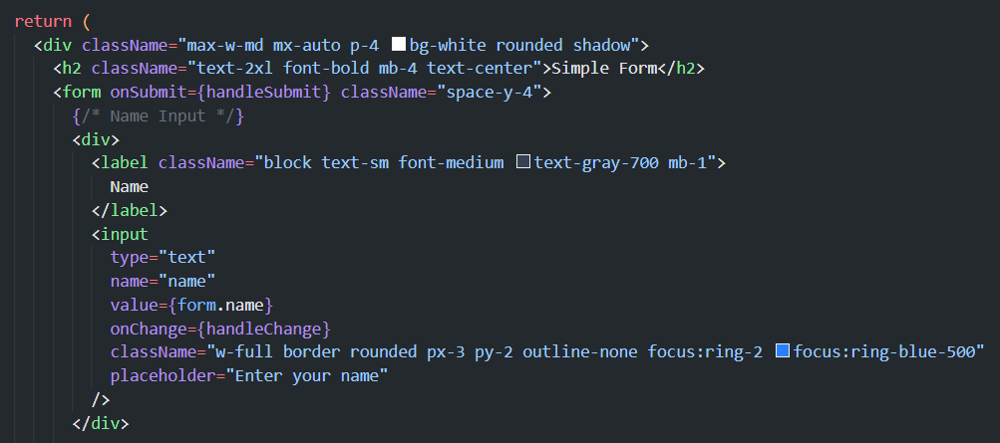 return (
<div className="max-w-md mx-auto p-4 bg-white rounded shadow">
<h2 className="text-2xl font-bold mb-4 text-center">Simple Form</h2>
<form onSubmit={handleSubmit} className="space-y-4">
{/* Name Input */}
<div>
<label className="block text-sm font-medium text-gray-700 mb-1">
Name
</label>
<input
type="text"
name="name"
value={form.name}
onChange={handleChange}
className="w-full border rounded px-3 py-2 outline-none focus:ring-2 focus:ring-blue-500"
placeholder="Enter your name"
/>
</div>